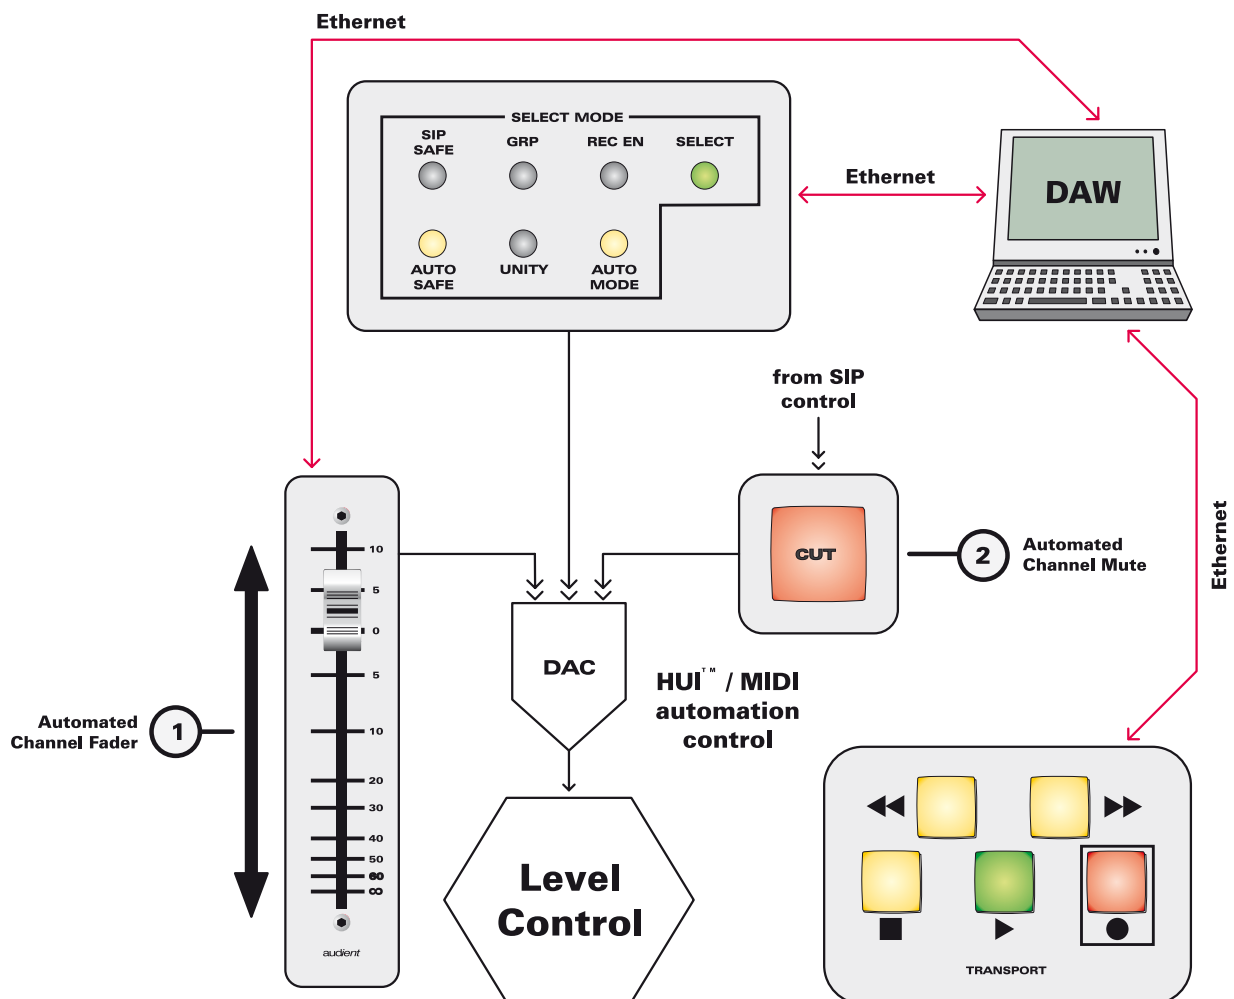 Ethernet
SELECT MODE
SIP
SAFE
GRP
REC EN
SELECT
AUTO
SAFE
UNITY
AUTO
MODE
Ethernet
DAW
from SIP
control
CUT
2
Automated
Channel Mute
Ethernet
10
5
0
5
10
20
30
40
50
60
∞
audient
Automated
Channel Fader
1
DAC
HUI™ / MIDI
automation
control
Level
Control
TRANSPORT